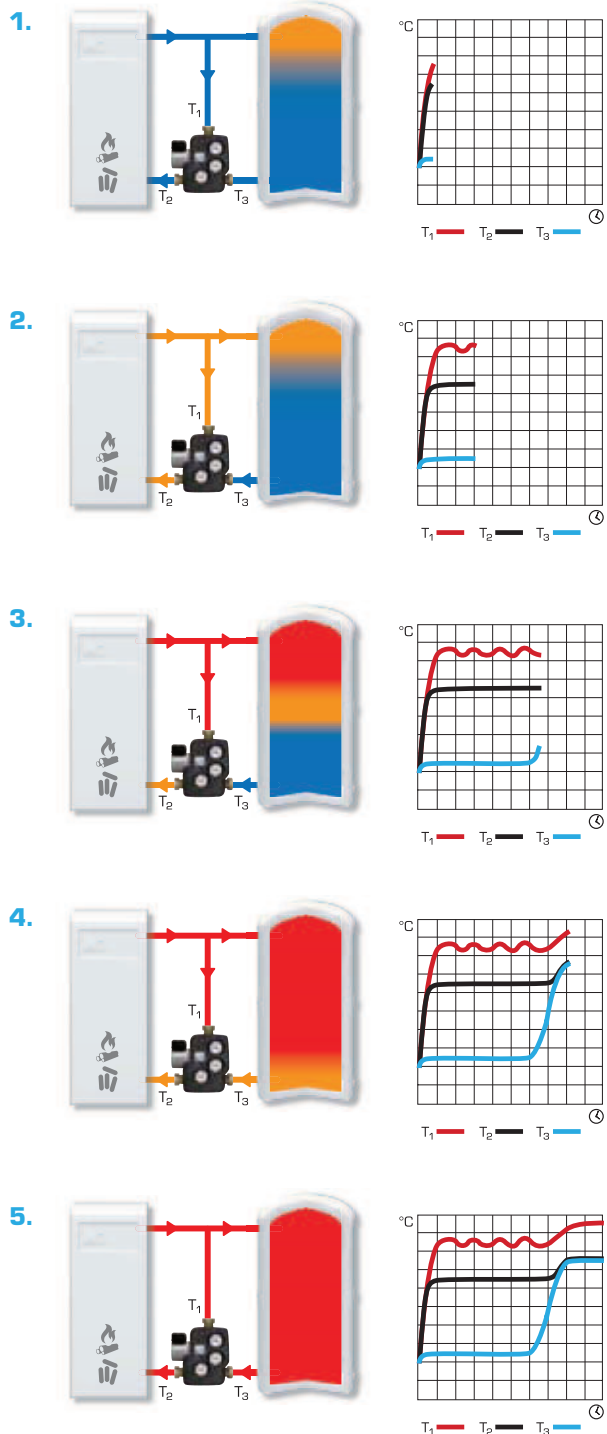 1.
°C
T₁
T₂ T₃
T₁ T₂ T₃
2.
°C
T₁
T₂ T₃
T₁ T₂ T₃
3.
°C
T₁
T₂ T₃
T₁ T₂ T₃
4.
°C
T₁
T₂ T₃
T₁ T₂ T₃
5.
°C
T₁
T₂ T₃
T₁ T₂ T₃